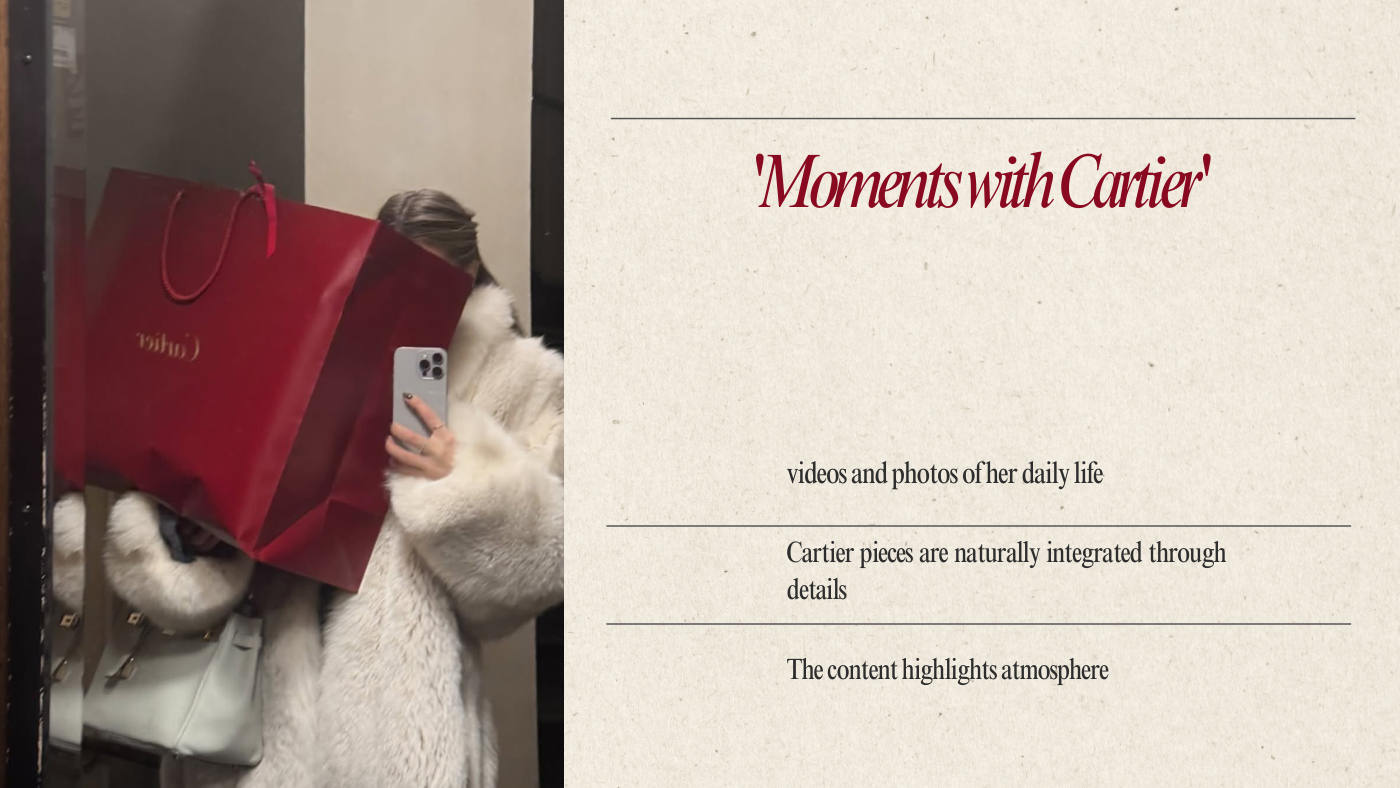 Cartier
'Moments with Cartier'
videos and photos of her daily life
Cartier pieces are naturally integrated through
details
The content highlights atmosphere